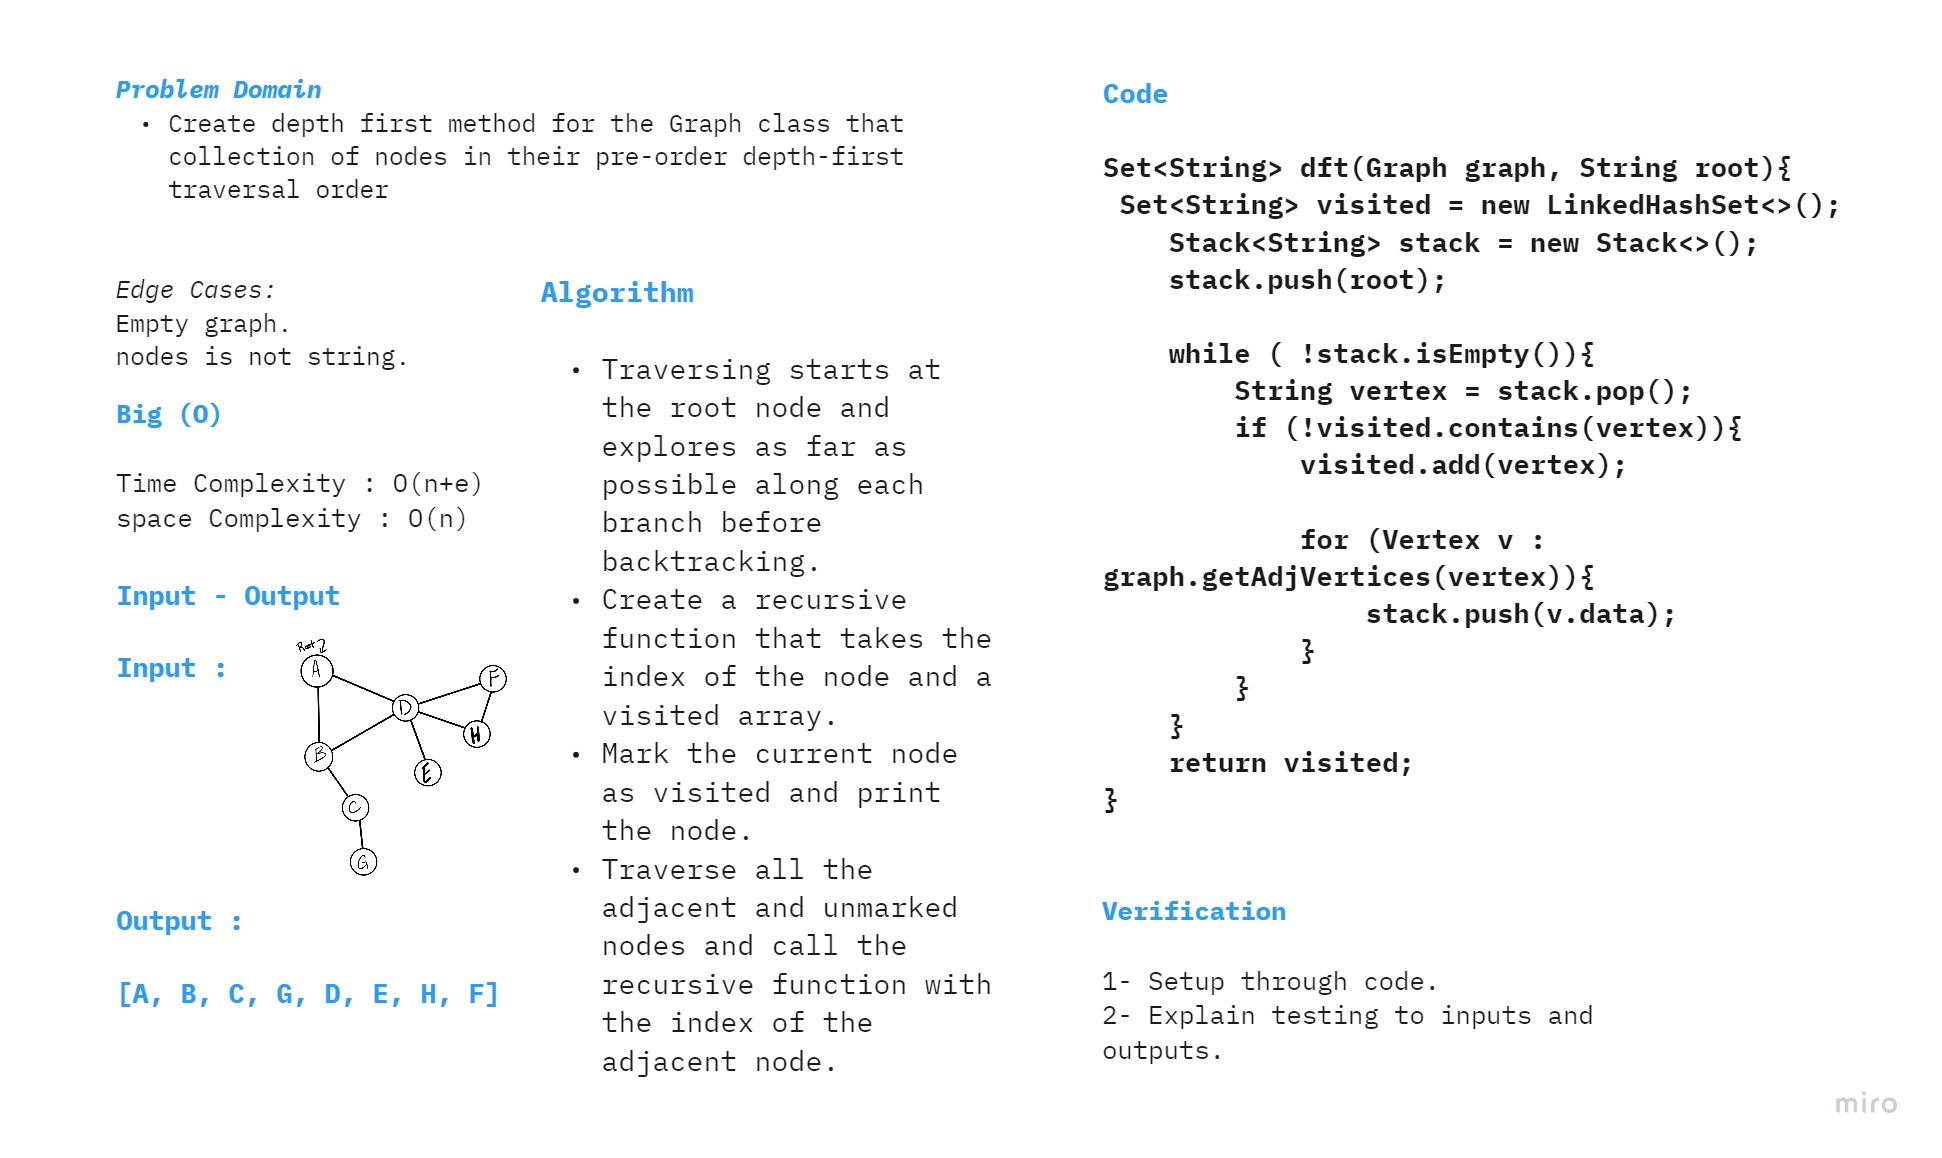 Problem Domain
• Create depth first method for the Graph class that
collection of nodes in their pre-order depth-first
traversal order
Edge Cases:
Empty graph.
nodes is not string.
Big (O)
Time Complexity : O(n+e)
space Complexity : O(n)
Input - Output
Input :
Root
A
F
D
H
B
E
C
G
Output :
[A, B, C, G, D, E, H, F]
Algorithm
• Traversing starts at
the root node and
explores as far as
possible along each
branch before
backtracking.
• Create a recursive
function that takes the
index of the node and a
visited array.
• Mark the current node
as visited and print
the node.
• Traverse all the
adjacent and unmarked
nodes and call the
recursive function with
the index of the
adjacent node.
Code
Set<String> dft(Graph graph, String root){
Set<String> visited = new LinkedHashSet<>();
Stack<String> stack = new Stack<>();
stack.push(root);
while ( !stack.isEmpty()){
String vertex = stack.pop();
if (!visited.contains(vertex)){
visited.add(vertex);
for (Vertex v :
graph.getAdjVertices(vertex)){
stack.push(v.data);
}
}
}
return visited;
}
Verification
1- Setup through code.
2- Explain testing to inputs and
outputs.
miro